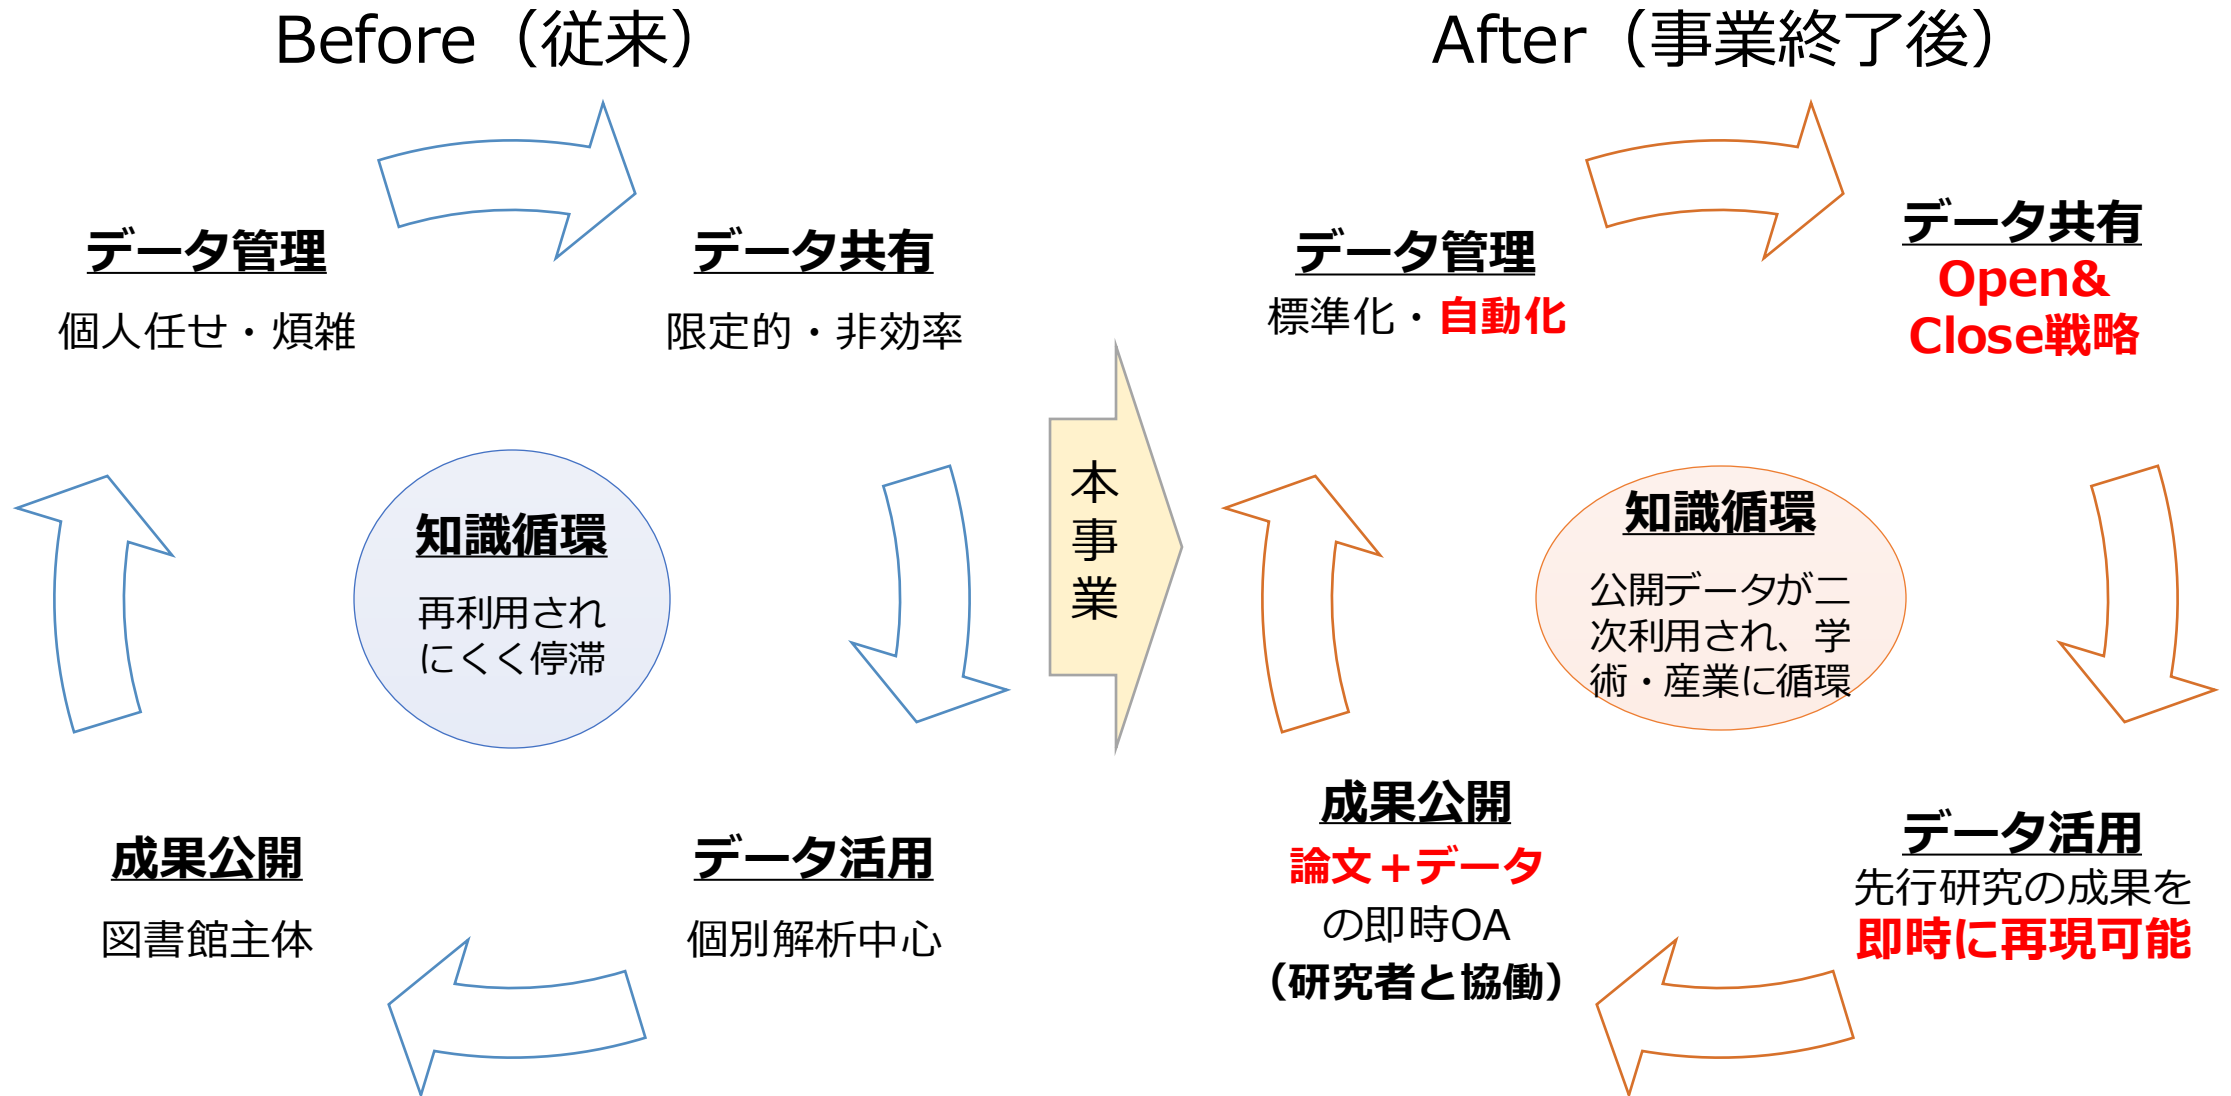 Before（従来）
データ管理
個人任せ・煩雑
データ共有
限定的・非効率
知識循環
再利用され
にくく停滞
成果公開
図書館主体
データ活用
個別解析中心
本
事
業
After（事業終了後）
データ管理
標準化・自動化
データ共有
Open&
Close戦略
知識循環
公開データが二
次利用され、学
術・産業に循環
成果公開
論文＋データ
の即時OA
（研究者と協働）
データ活用
先行研究の成果を
即時に再現可能